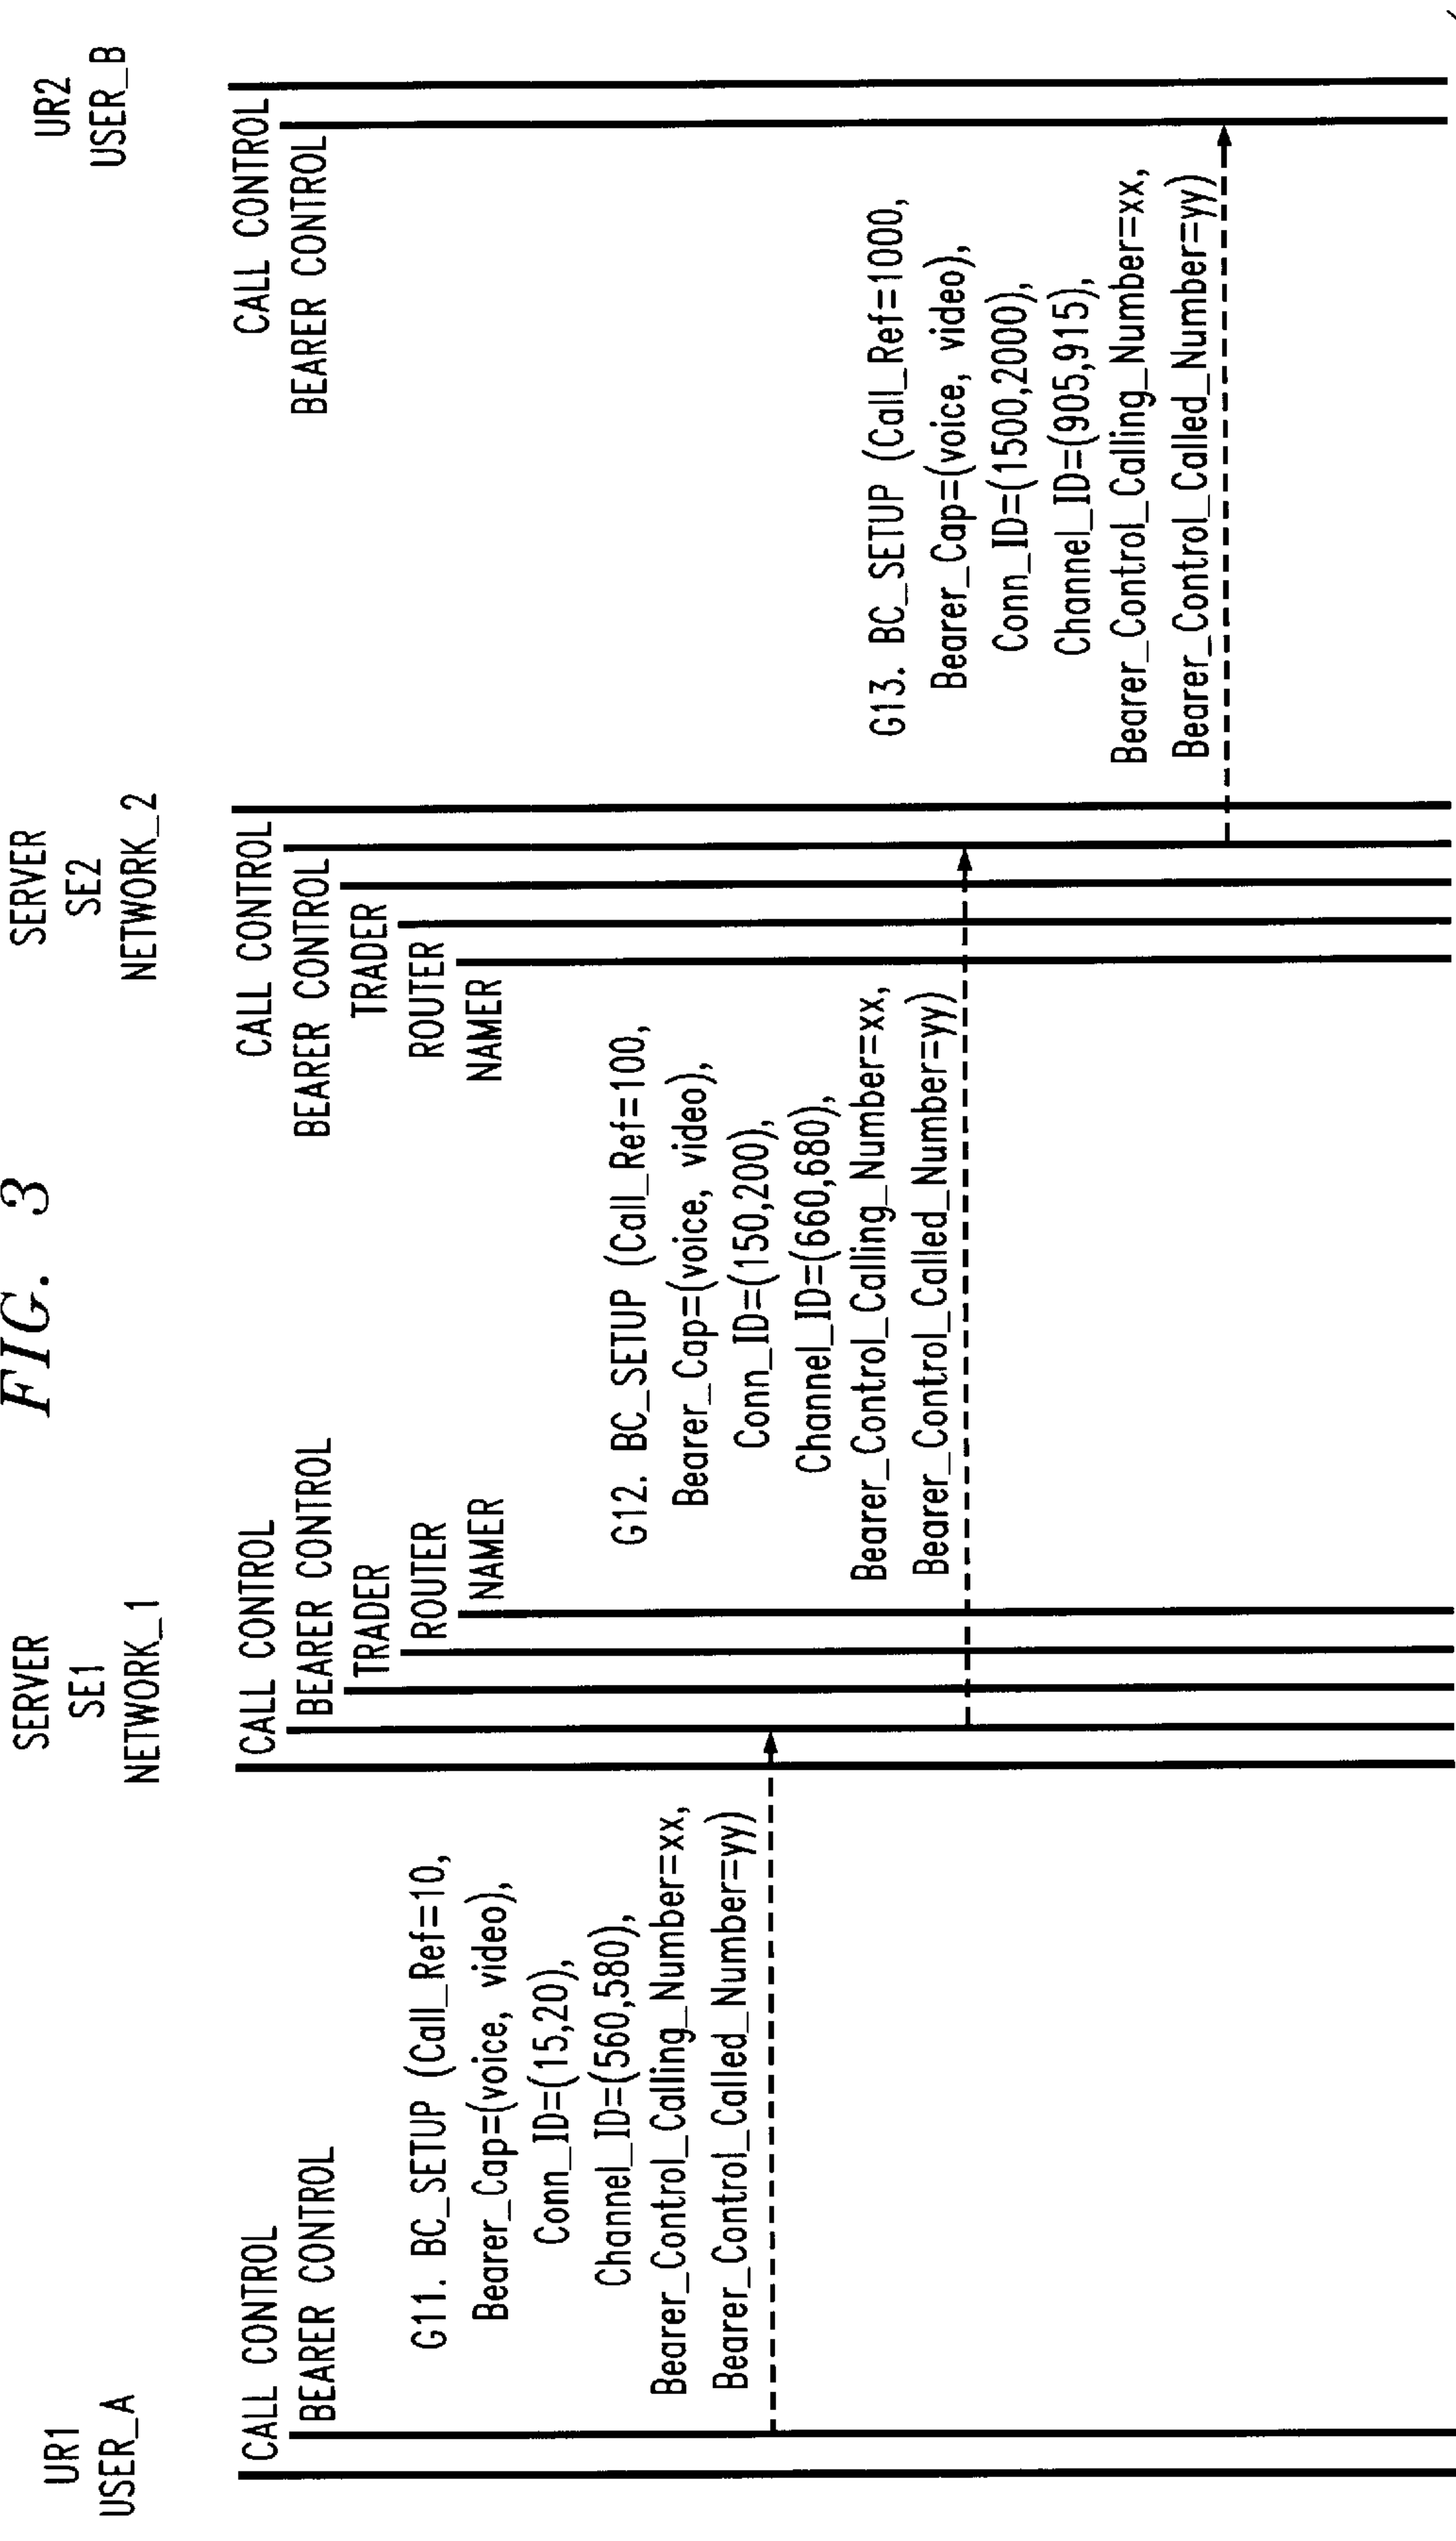 FIG. 3
UR1
USER_A
CALL CONTROL
BEARER CONTROL
SERVER
SE1
NETWORK_1
CALL CONTROL
BEARER CONTROL
TRADER
ROUTER
NAMER
SERVER
SE2
NETWORK_2
CALL CONTROL
BEARER CONTROL
TRADER
ROUTER
NAMER
UR2
USER_B
CALL CONTROL
BEARER CONTROL
G11. BC_SETUP (Call_Ref=10,
Bearer_Cap=(voice, video),
Conn_ID=(15,20),
Channel_ID=(560,580),
Bearer_Control_Calling_Number=xx,
Bearer_Control_Called_Number=yy)
G12. BC_SETUP (Call_Ref=100,
Bearer_Cap=(voice, video),
Conn_ID=(150,200),
Channel_ID=(660,680),
Bearer_Control_Calling_Number=xx,
Bearer_Control_Called_Number=yy)
G13. BC_SETUP (Call_Ref=1000,
Bearer_Cap=(voice, video),
Conn_ID=(1500,2000),
Channel_ID=(905,915),
Bearer_Control_Calling_Number=xx,
Bearer_Control_Called_Number=yy)